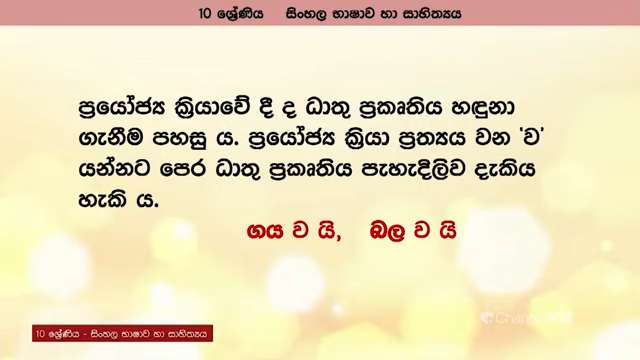 10 ශ්‍රේණිය සිංහල භාෂාව හා සාහිත්‍යය
ප්‍රයෝජ්‍ය ක්‍රියාවේ දී ද ධාතු ප්‍රකෘතිය හඳුනා
ගැනීම පහසු ය. ප්‍රයෝජ්‍ය ක්‍රියා ප්‍රත්‍යය වන 'ව'
යන්නට පෙර ධාතු ප්‍රකෘතිය පැහැදිලිව දැකිය
හැකි ය.
ගය ව යි, බල ව යි
10 ශ්‍රේණිය - සිංහල භාෂාව හා සාහිත්‍යය